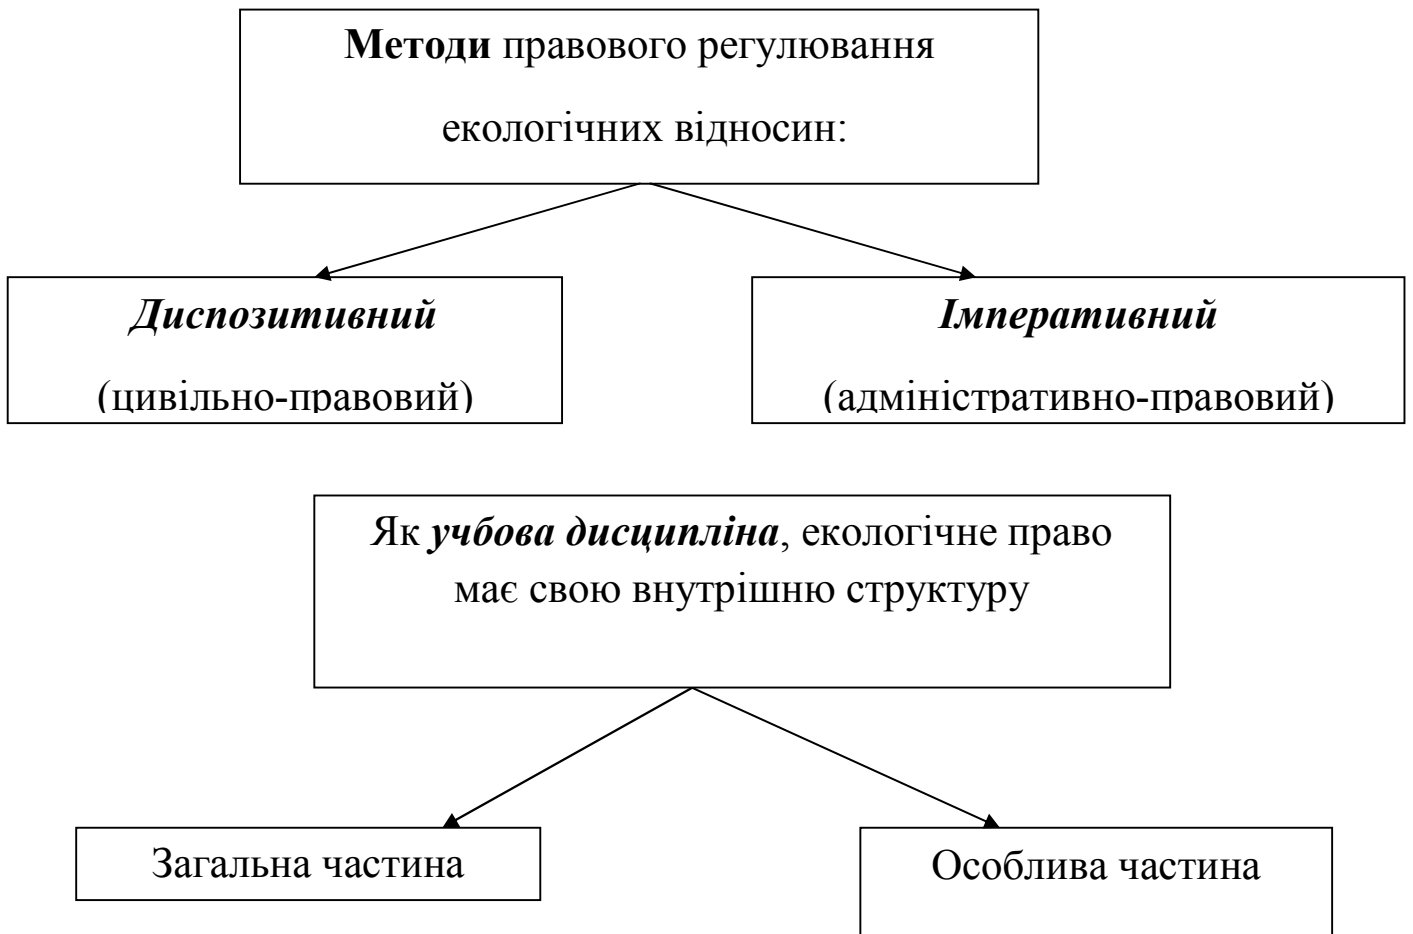 Методи правового регулювання
екологічних відносин:
Диспозитивний
(цивільно-правовий)
Імперативний
(адміністративно-правовий)
Як учбова дисципліна, екологічне право
має свою внутрішню структуру
Загальна частина
Особлива частина